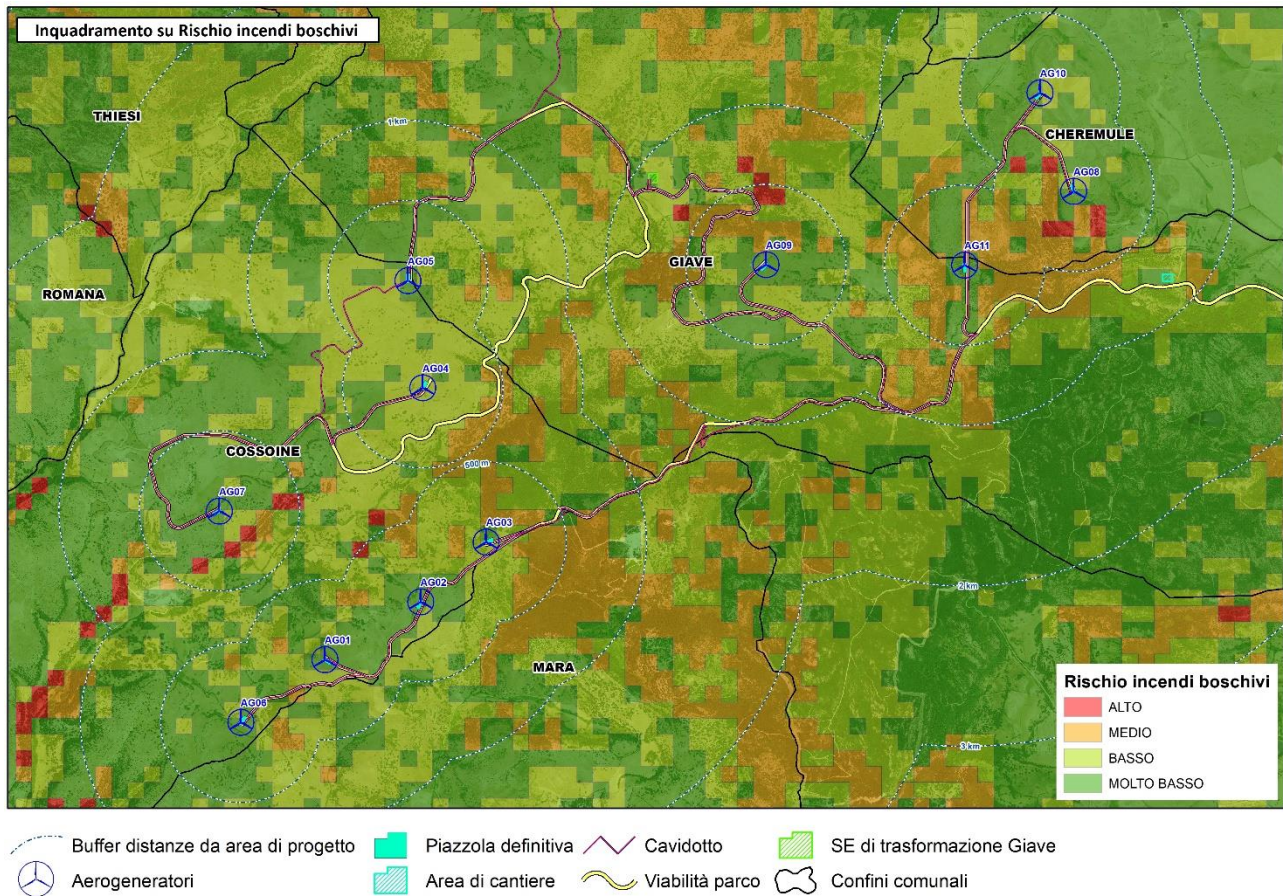 Inquadramento su Rischio incendi boschivi
THIESI
AG10
CHEREMULE
1 km
AG08
ROMANA
AG05
GIAVE
AG09
AG11
AG04
COSSOINE
500 m
AG07
AG03
AG02
2 km
AG01
MARA
AG06
3 km
Rischio incendi boschivi
ALTO
MEDIO
BASSO
MOLTO BASSO
Buffer distanze da area di progetto
Piazzola definitiva
Cavidotto
SE di trasformazione Giave
Aerogeneratori
Area di cantiere
Viabilità parco
Confini comunali